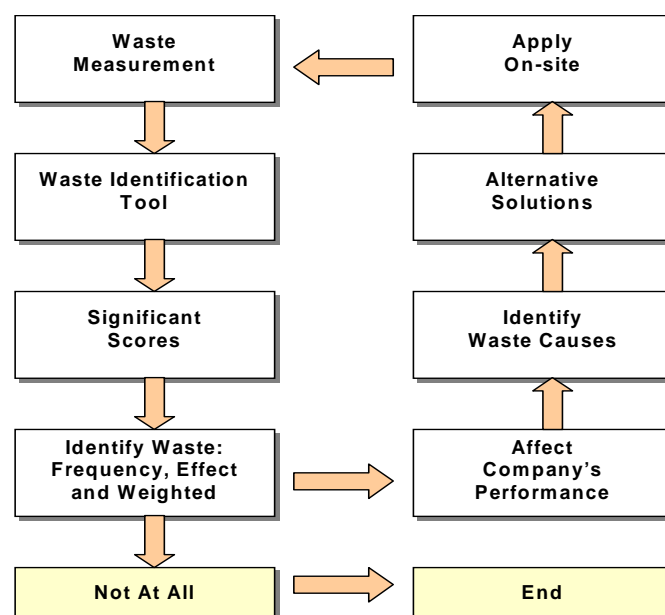 Waste
Measurement
Apply
On-site
Waste Identification
Tool
Alternative
Solutions
Significant
Scores
Identify
Waste Causes
Identify Waste:
Frequency, Effect
and Weighted
Affect
Company's
Performance
Not At All
End